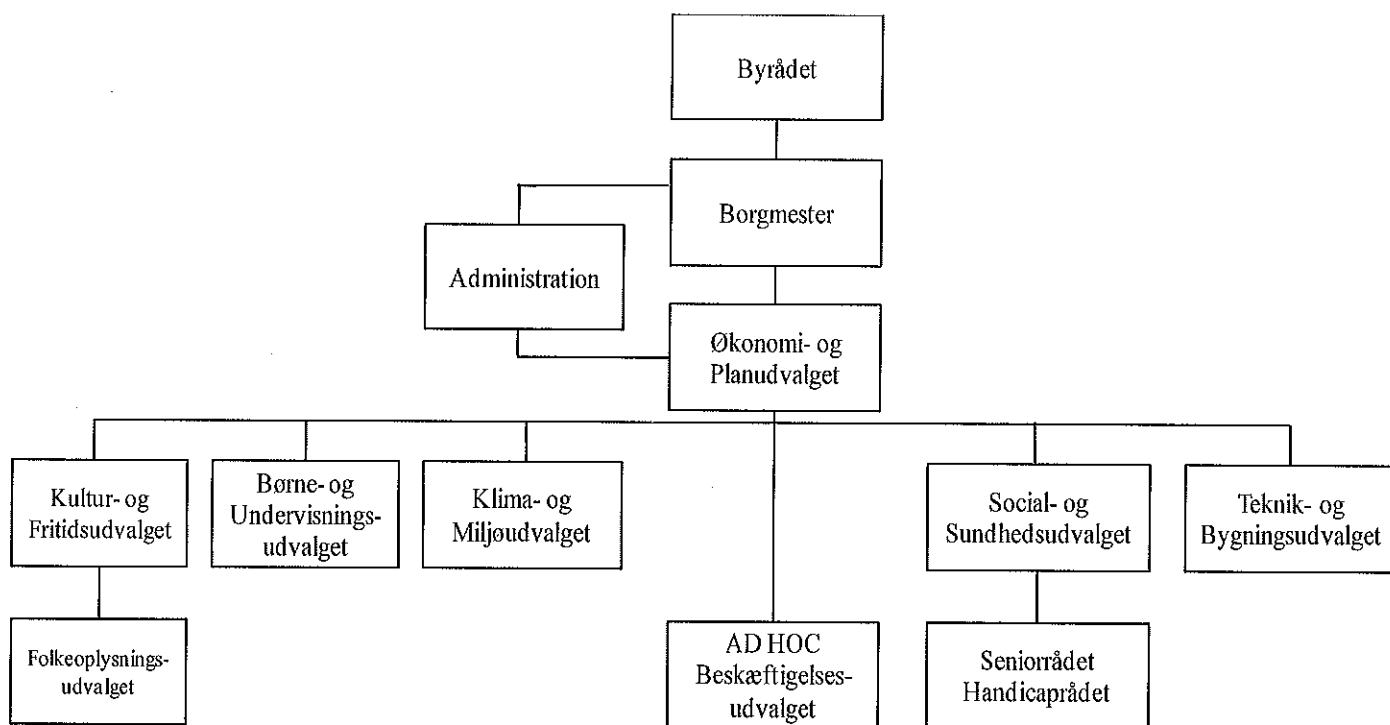 Byrådet
Borgmester
Administration
Økonomi- og
Planudvalget
Kultur- og
Fritidsudvalget
Børne- og
Undervisnings-
udvalget
Klima- og
Miljøudvalget
Social- og
Sundhedsudvalget
Teknik- og
Bygningsudvalget
Folkeoplysnings-
udvalget
AD HOC
Beskæftigelses-
udvalget
Seniorrådet
Handicaprådet